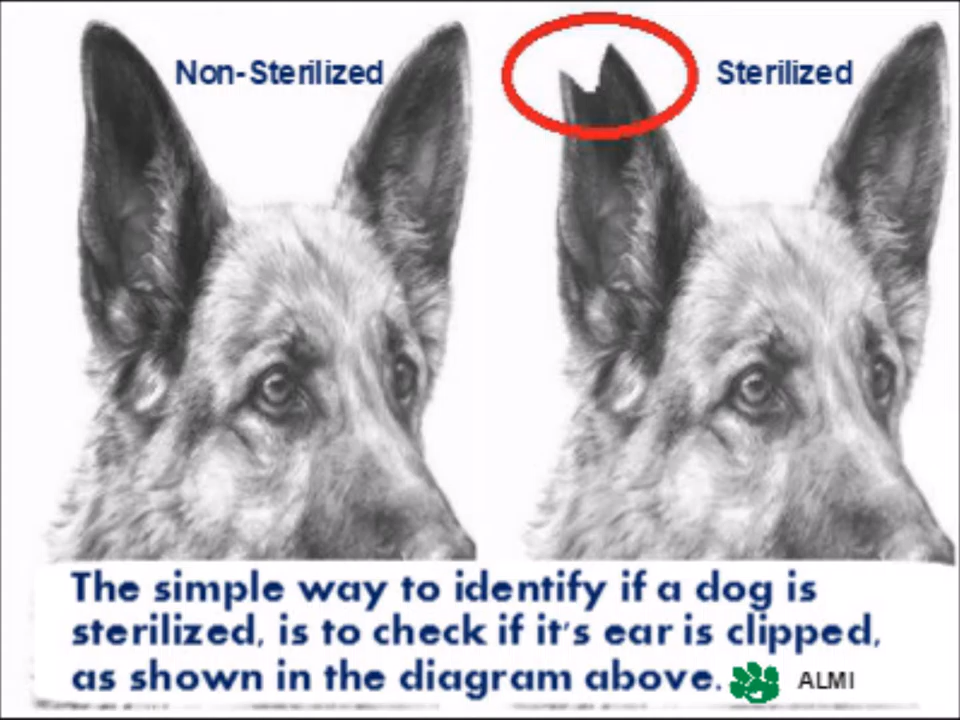 Non-Sterilized
Sterilized
The simple way to identify if a dog is
sterilized, is to check if it's ear is clipped,
as shown in the diagram above.
ALMI